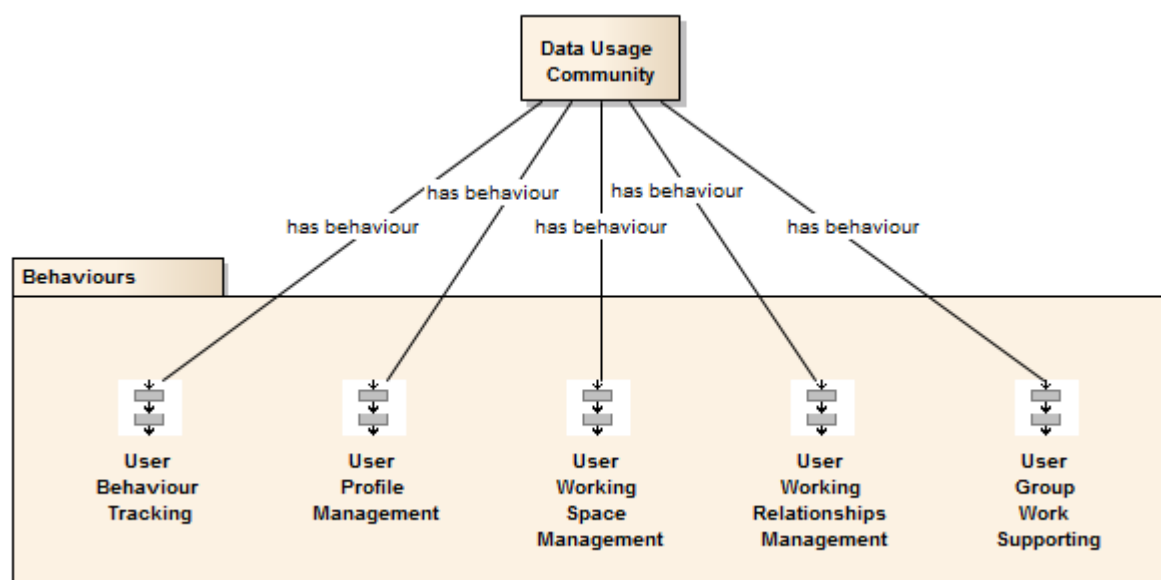 Data Usage
Community
has behaviour
has behaviour
has behaviour
has behaviour
has behaviour
Behaviours
User
Behaviour
Tracking
User
Profile
Management
User
Working
Space
Management
User
Working
Relationships
Management
User
Group
Work
Supporting